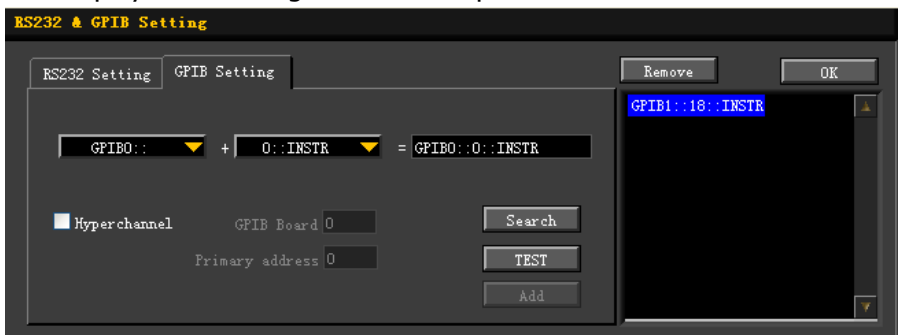 RS232 & GPIB Setting
RS232 Setting GPIB Setting
Remove OK
GPIB1::18::INSTR
GPIB0:: + 0::INSTR = GPIB0::0::INSTR
Hyperchannel GPIB Board 0 Search
Primary address 0 TEST
Add